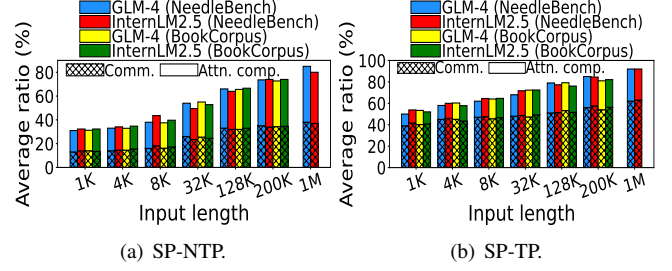 GLM-4 (NeedleBench)
InternLM2.5 (NeedleBench)
GLM-4 (BookCorpus)
InternLM2.5 (BookCorpus)
Average ratio (%)
80
60
40
20
0
Comm. Attn. comp.
1K 4K 8K 32K 128K 200K 1M
Input length
(a) SP-NTP.
GLM-4 (NeedleBench)
InternLM2.5 (NeedleBench)
GLM-4 (BookCorpus)
InternLM2.5 (BookCorpus)
Average ratio (%)
100
80
60
40
20
0
Comm. Attn. comp.
1K 4K 8K 32K 128K 200K 1M
Input length
(b) SP-TP.